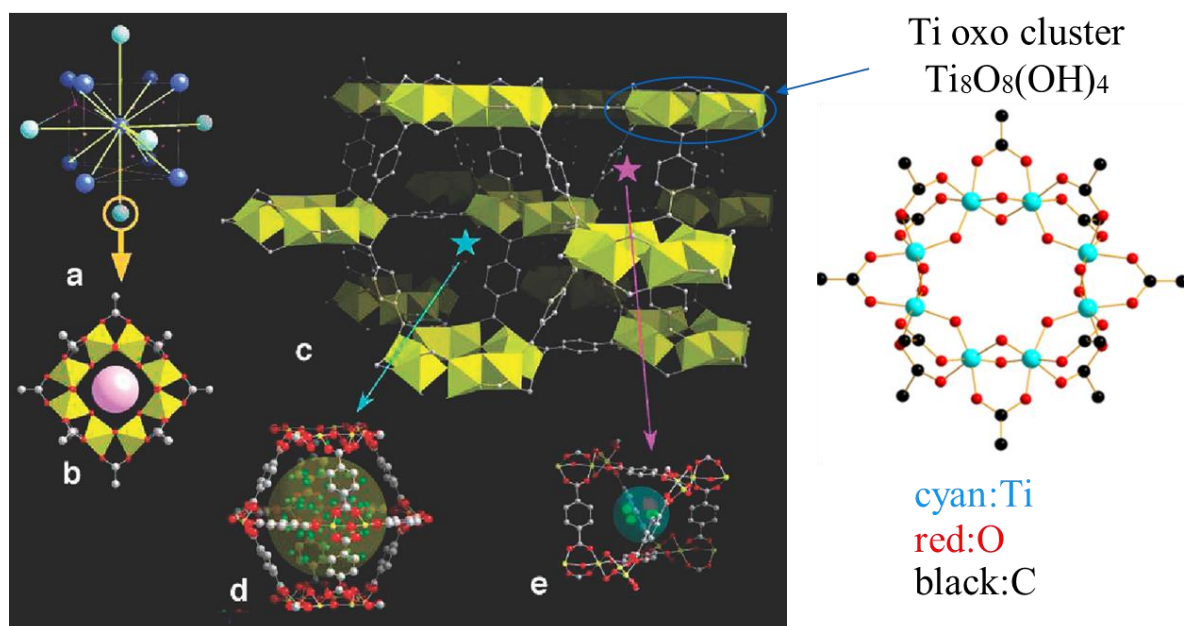 Ti oxo cluster
Ti₈O₈(OH)₄
a
b
c
d
e
cyan:Ti
red:O
black:C